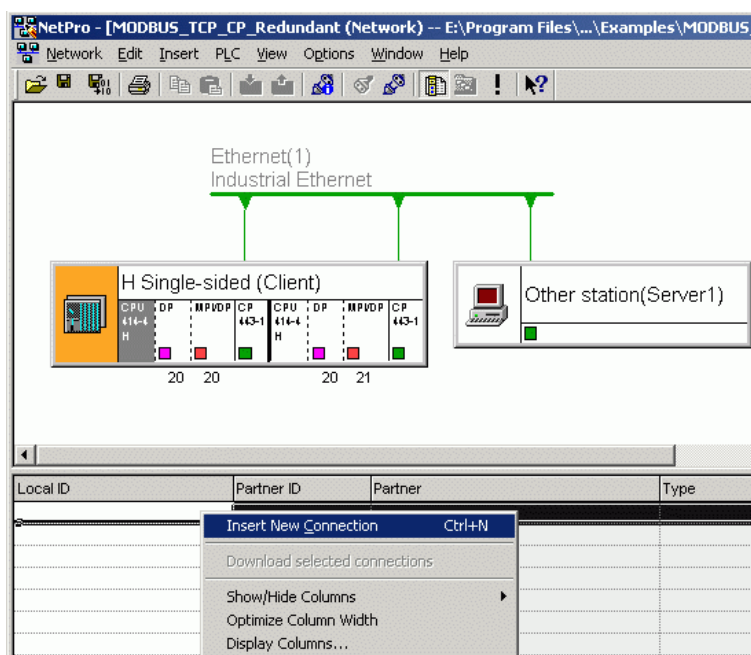 NetPro - [MODBUS_TCP_CP_Redundant (Network) -- E:\Program Files\...\Examples\MODBUS_
Network Edit Insert PLC View Options Window Help
Ethernet(1)
Industrial Ethernet
H Single-sided (Client)
CPU 414-4 H DP MPI/DP CP 443-1 CPU 414-4 H DP MPI/DP CP 443-1
20 20 20 21
Other station(Server1)
Local ID Partner ID Partner Type
Insert New Connection Ctrl+N
Download selected connections
Show/Hide Columns
Optimize Column Width
Display Columns...